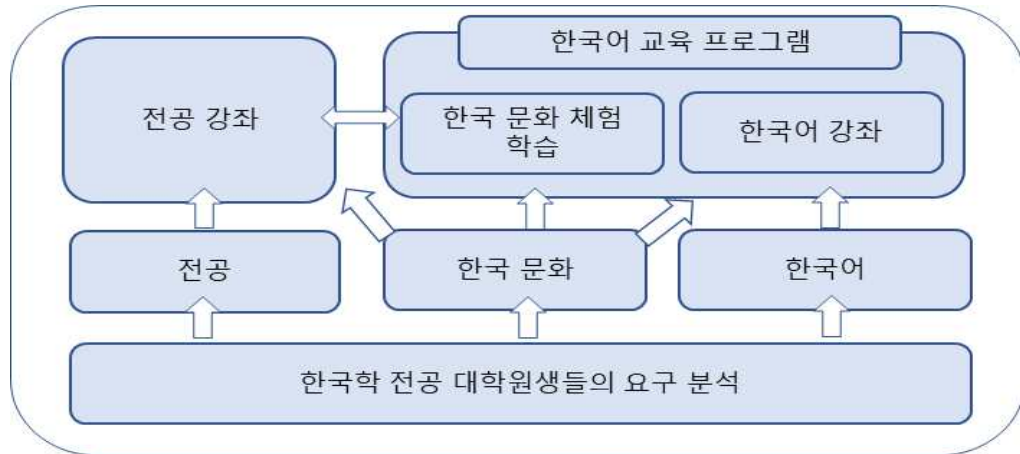 한국어 교육 프로그램
전공 강좌
한국 문화 체험
학습
한국어 강좌
전공
한국 문화
한국어
한국학 전공 대학원생들의 요구 분석